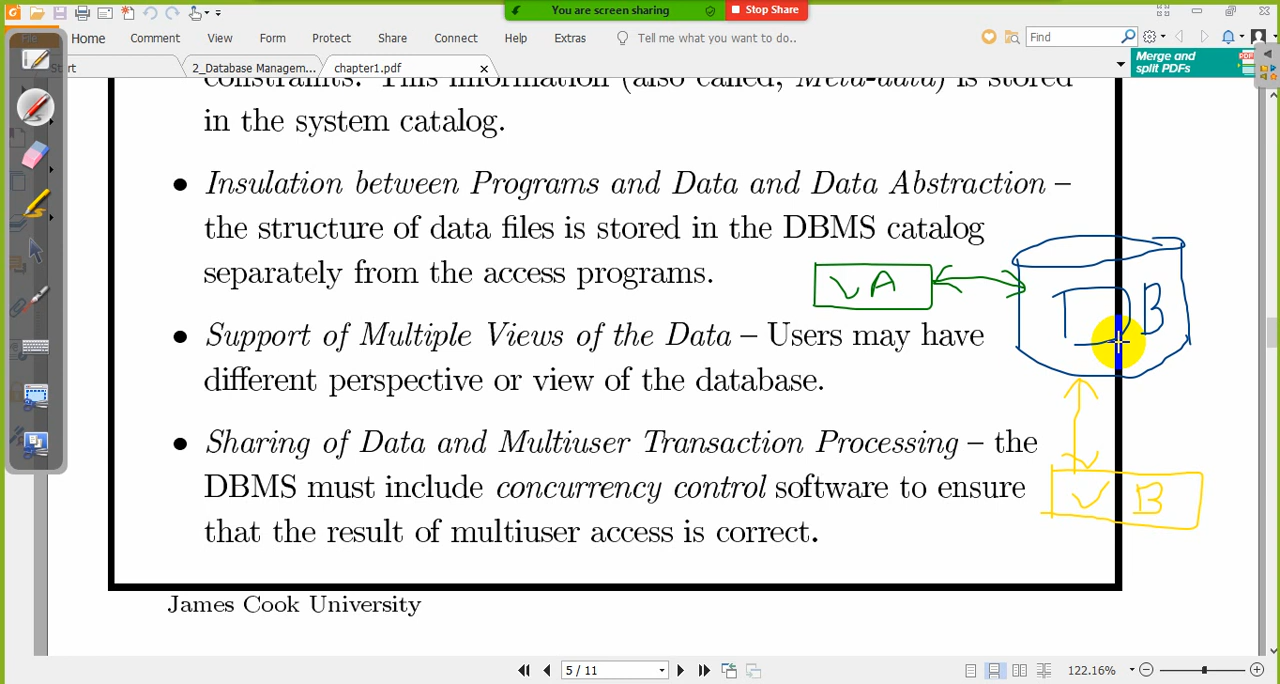 You are screen sharing
Stop Share
File
Home
Comment
View
Form
Protect
Share
Connect
Help
Extras
Tell me what you want to do..
Find
Start
2_Database Managem...
chapter1.pdf
Merge and
split PDFs
constraints. This information (also called, Meta-data) is stored
in the system catalog.
• Insulation between Programs and Data and Data Abstraction –
the structure of data files is stored in the DBMS catalog
separately from the access programs.
VA
DB
• Support of Multiple Views of the Data – Users may have
different perspective or view of the database.
• Sharing of Data and Multiuser Transaction Processing – the
DBMS must include concurrency control software to ensure
that the result of multiuser access is correct.
V B
James Cook University
5 / 11
122.16%